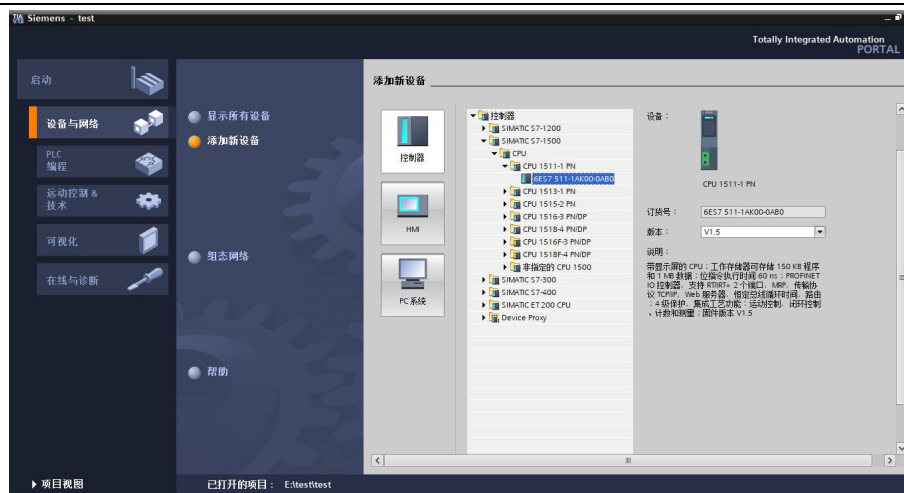 Siemens - test
Totally Integrated Automation
PORTAL
启动
设备与网络
PLC
编程
运动控制 &
技术
可视化
在线与诊断
显示所有设备
添加新设备
组态网络
帮助
添加新设备
控制器
HMI
PC 系统
控制器
SIMATIC S7-1200
SIMATIC S7-1500
CPU
CPU 1511-1 PN
6ES7 511-1AK00-0AB0
CPU 1513-1 PN
CPU 1515-2 PN
CPU 1516-3 PN/DP
CPU 1518-4 PN/DP
CPU 1516F-3 PN/DP
CPU 1518F-4 PN/DP
非指定的 CPU 1500
SIMATIC S7-300
SIMATIC S7-400
SIMATIC ET 200 CPU
Device Proxy
设备：
CPU 1511-1 PN
订货号：
6ES7 511-1AK00-0AB0
版本：
V1.5
说明：
带显示屏的 CPU；工作存储器可存储 150 KB 程序
和 1 MB 数据；位指令执行时间 60 ns；PROFINET
IO 控制器，支持 RT/IRT，2 个端口，MRP，传输协
议 TCP/IP，Web 服务器，恒定总线循环时间，路由
；4 级保护，集成工艺功能：运动控制、闭环控制
、计数和测量；固件版本 V1.5
项目视图
已打开的项目： E:\test\test